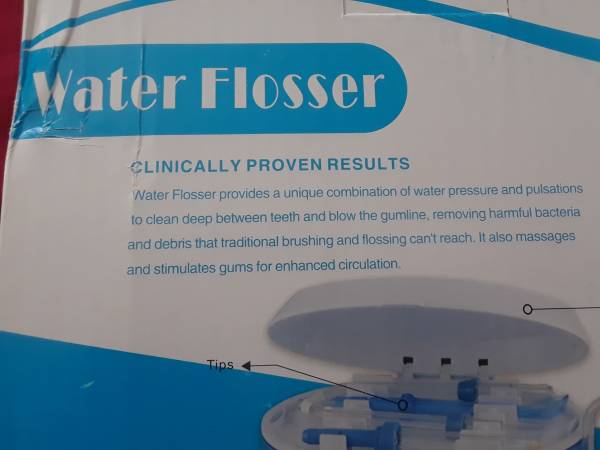 Water Flosser
CLINICALLY PROVEN RESULTS
Water Flosser provides a unique combination of water pressure and pulsations
to clean deep between teeth and blow the gumline, removing harmful bacteria
and debris that traditional brushing and flossing can't reach. It also massages
and stimulates gums for enhanced circulation.
Tips